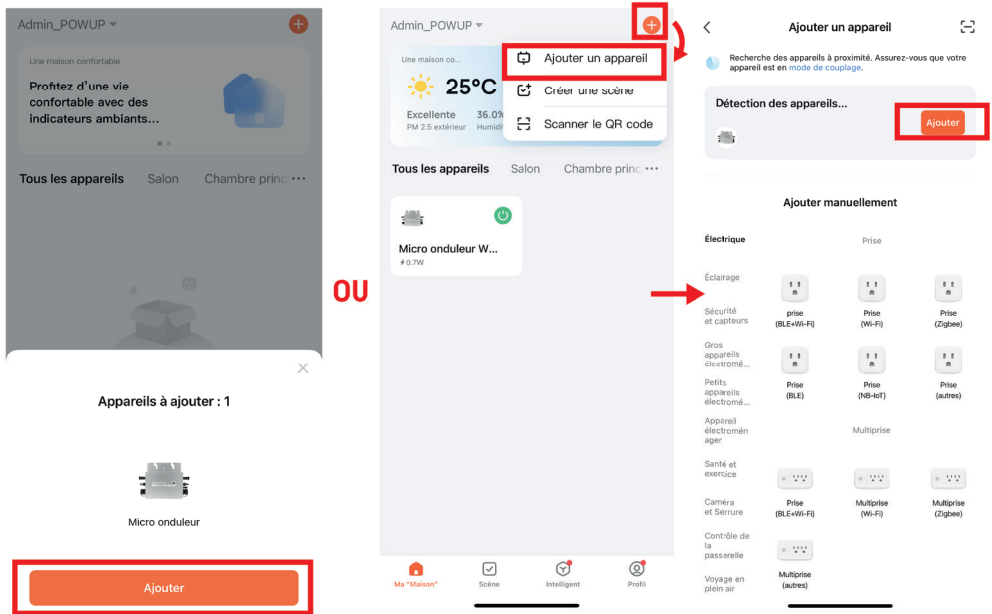 Admin_POWUP
Une maison confortable
Profitez d'une vie
confortable avec des
indicateurs ambiants...
Tous les appareils Salon Chambre princ ...
Appareils à ajouter : 1
Micro onduleur
Ajouter
OU
Admin_POWUP
Une maison co...
25°C
Excellente 36.0%
PM 2.5 extérieur Humidi
Ajouter un appareil
Créer une scène
Scanner le QR code
Tous les appareils Salon Chambre princ ...
Micro onduleur W...
0.7W
Ma "Maison" Scène Intelligent Profil
Ajouter un appareil
Recherche des appareils à proximité. Assurez-vous que votre
appareil est en mode de couplage.
Détection des appareils...
Ajouter
Ajouter manuellement
Électrique
Éclairage
Sécurité
et capteurs
Gros
appareils
électromé...
Petits
appareils
électromé...
Appareil
électromén
ager
Santé et
exercice
Caméra
et Serrure
Contrôle de
la
passerelle
Voyage en
plein air
Prise
prise
(BLE+Wi-Fi)
Prise
(Wi-Fi)
Prise
(Zigbee)
Prise
(BLE)
Prise
(NB-IoT)
Prise
(autres)
Multiprise
Prise
(BLE+Wi-Fi)
Multiprise
(Wi-Fi)
Multiprise
(Zigbee)
Multiprise
(autres)